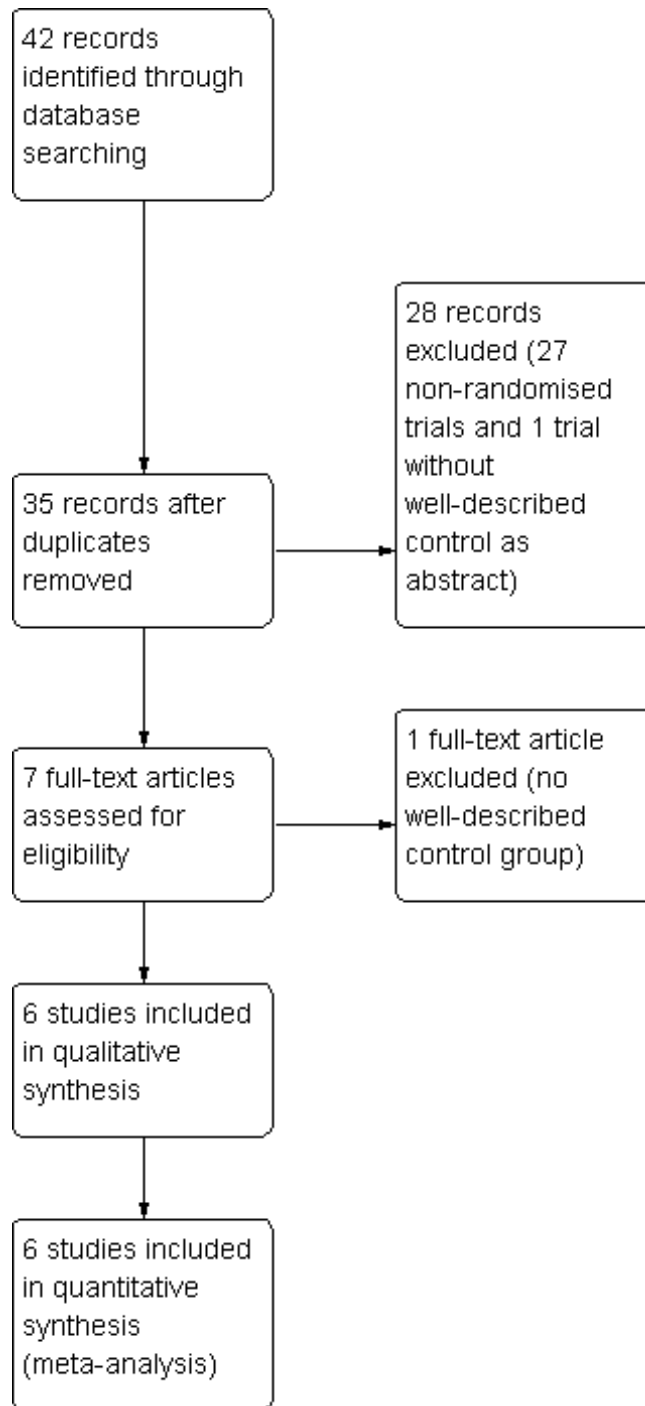 42 records
identified through
database
searching
28 records
excluded (27
non-randomised
trials and 1 trial
without
well-described
control as
abstract)
35 records after
duplicates
removed
1 full-text article
excluded (no
well-described
control group)
7 full-text articles
assessed for
eligibility
6 studies included
in qualitative
synthesis
6 studies included
in quantitative
synthesis
(meta-analysis)